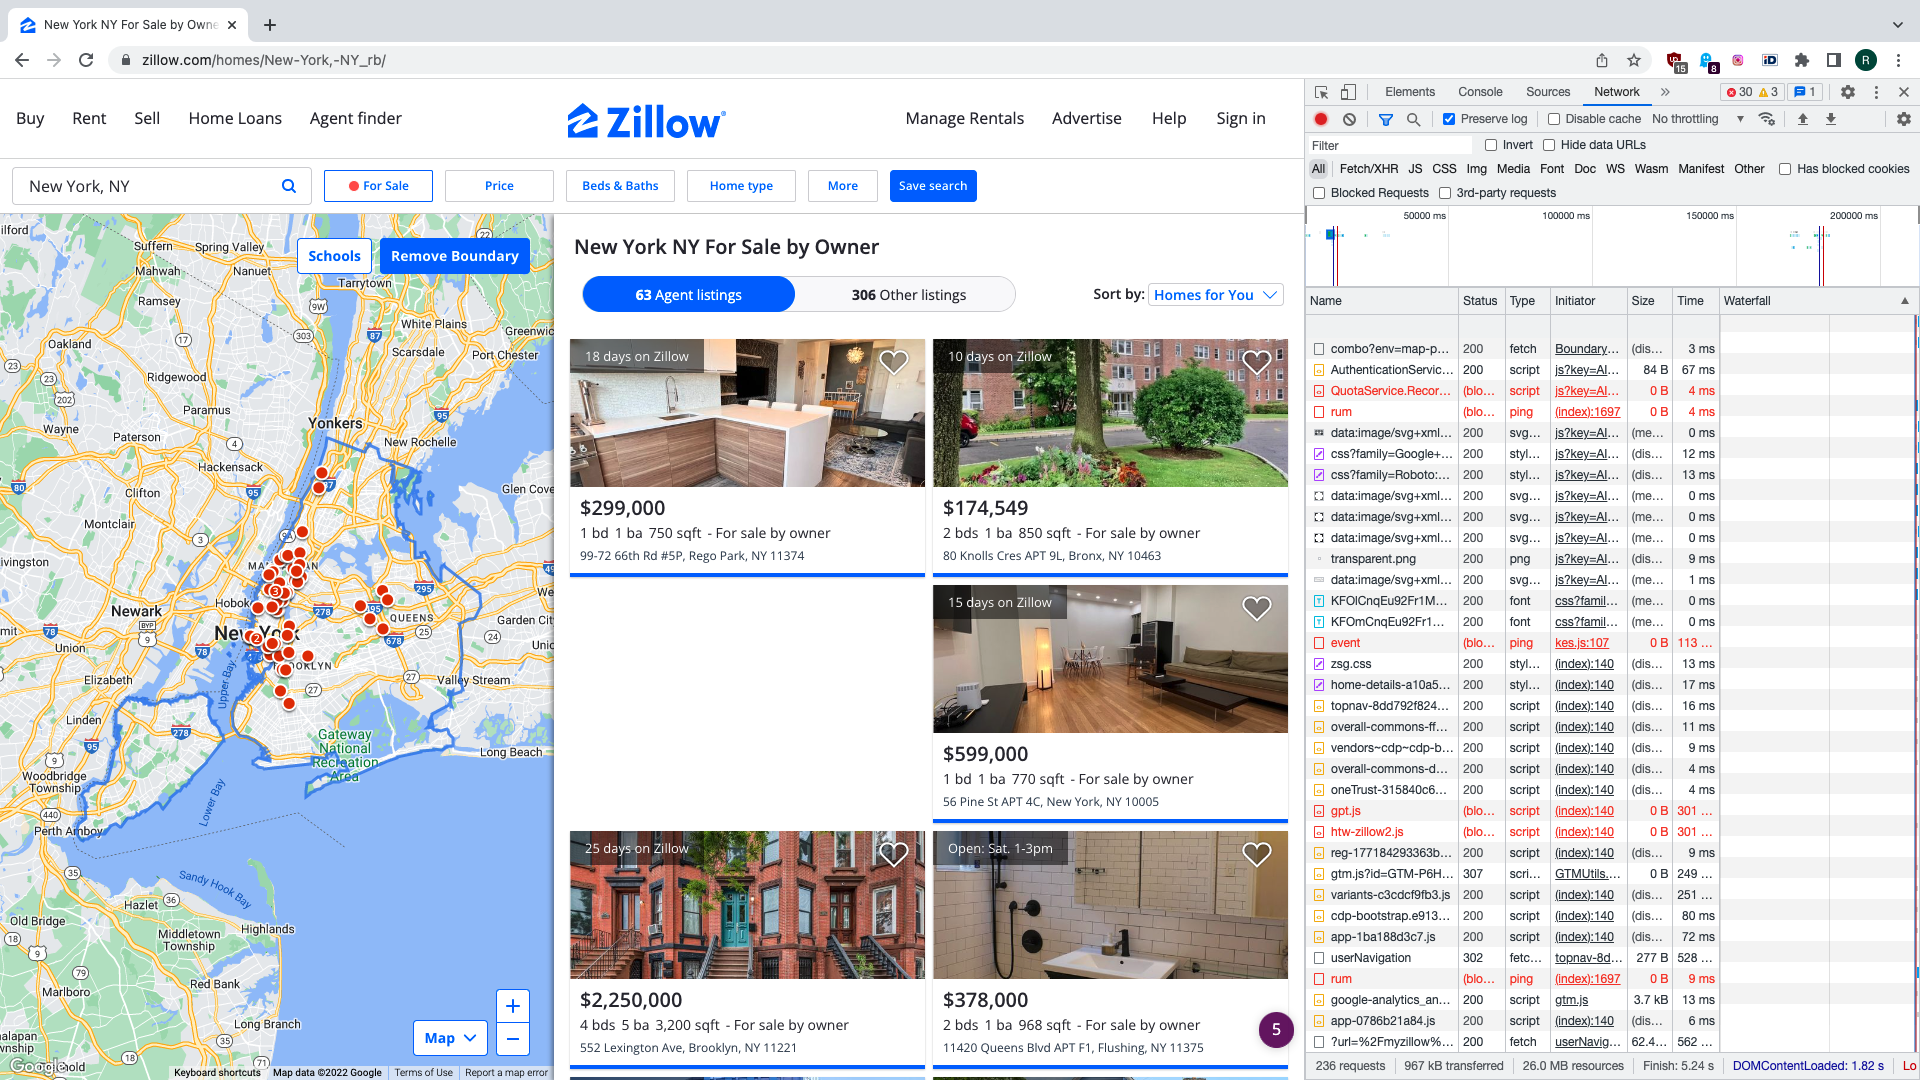 New York NY For Sale by Owne
zillow.com/homes/New-York,-NY_rb/
15
8
R
Buy
Rent
Sell
Home Loans
Agent finder
Zillow
Manage Rentals
Advertise
Help
Sign in
New York, NY
For Sale
Price
Beds & Baths
Home type
More
Save search
Schools
Remove Boundary
Suffern
Spring Valley
Mahwah
Nanuet
Tarrytown
Ramsey
White Plains
Greenwic
Oakland
Scarsdale
Port Chester
Ridgewood
Paramus
Yonkers
Wayne
Paterson
New Rochelle
Hackensack
Glen Cove
Clifton
Montclair
Livingston
Newark
New York
QUEENS
BROOKLYN
Union
Elizabeth
Upper Bay
Valley Stream
Linden
Gateway
National
Recreation
Area
Long Beach
Woodbridge
Township
Lower Bay
Perth Amboy
Sandy Hook Bay
Hazlet
Old Bridge
Highlands
Middletown
Township
Red Bank
Marlboro
Long Branch
Map
Google
Keyboard shortcuts
Map data ©2022 Google
Terms of Use
Report a map error
New York NY For Sale by Owner
63 Agent listings
306 Other listings
Sort by: Homes for You
18 days on Zillow
$299,000
1 bd 1 ba 750 sqft - For sale by owner
99-72 66th Rd #5P, Rego Park, NY 11374
10 days on Zillow
$174,549
2 bds 1 ba 850 sqft - For sale by owner
80 Knolls Cres APT 9L, Bronx, NY 10463
15 days on Zillow
$599,000
1 bd 1 ba 770 sqft - For sale by owner
56 Pine St APT 4C, New York, NY 10005
25 days on Zillow
$2,250,000
4 bds 5 ba 3,200 sqft - For sale by owner
552 Lexington Ave, Brooklyn, NY 11221
Open: Sat. 1-3pm
$378,000
2 bds 1 ba 968 sqft - For sale by owner
11420 Queens Blvd APT F1, Flushing, NY 11375
5
Elements Console Sources Network » 30 3 1
Preserve log Disable cache No throttling
Filter Invert Hide data URLs
All Fetch/XHR JS CSS Img Media Font Doc WS Wasm Manifest Other Has blocked cookies
Blocked Requests 3rd-party requests
50000 ms 100000 ms 150000 ms 200000 ms
Name Status Type Initiator Size Time Waterfall
combo?env=map-p... 200 fetch Boundary... (dis... 3 ms
AuthenticationServic... 200 script js?key=AI... 84 B 67 ms
QuotaService.Recor... (blo... script js?key=AI... 0 B 4 ms
rum (blo... ping (index):1697 0 B 4 ms
data:image/svg+xml... 200 svg... js?key=AI... (me... 0 ms
css?family=Google+... 200 styl... js?key=AI... (dis... 12 ms
css?family=Roboto:... 200 styl... js?key=AI... (dis... 13 ms
data:image/svg+xml... 200 svg... js?key=AI... (me... 0 ms
data:image/svg+xml... 200 svg... js?key=AI... (me... 0 ms
data:image/svg+xml... 200 svg... js?key=AI... (me... 0 ms
transparent.png 200 png js?key=AI... (dis... 9 ms
data:image/svg+xml... 200 svg... js?key=AI... (me... 1 ms
KFOlCnqEu92Fr1M... 200 font css?famil... (me... 0 ms
KFOmCnqEu92Fr1... 200 font css?famil... (me... 0 ms
event (blo... ping kes.js:107 0 B 113 ...
zsg.css 200 styl... (index):140 (dis... 13 ms
home-details-a10a5... 200 styl... (index):140 (dis... 17 ms
topnav-8dd792f824... 200 script (index):140 (dis... 16 ms
overall-commons-ff... 200 script (index):140 (dis... 11 ms
vendors~cdp~cdp-b... 200 script (index):140 (dis... 9 ms
overall-commons-d... 200 script (index):140 (dis... 4 ms
oneTrust-315840c6... 200 script (index):140 (dis... 4 ms
gpt.js (blo... script (index):140 0 B 301 ...
htw-zillow2.js (blo... script (index):140 0 B 301 ...
reg-177184293363b... 200 script (index):140 (dis... 9 ms
gtm.js?id=GTM-P6H... 307 scri... GTMUtils.... 0 B 249 ...
variants-c3cdcf9fb3.js 200 script (index):140 (dis... 251 ...
cdp-bootstrap.e913... 200 script (index):140 (dis... 80 ms
app-1ba188d3c7.js 200 script (index):140 (dis... 72 ms
userNavigation 302 fetc... topnav-8d... 277 B 528 ...
rum (blo... ping (index):1697 0 B 9 ms
google-analytics_an... 200 script gtm.js 3.7 kB 13 ms
app-0786b21a84.js 200 script (index):140 (dis... 6 ms
?url=%2Fmyzillow%... 200 fetch userNavig... 62.4... 562 ...
236 requests 967 kB transferred 26.0 MB resources Finish: 5.24 s DOMContentLoaded: 1.82 s Lo